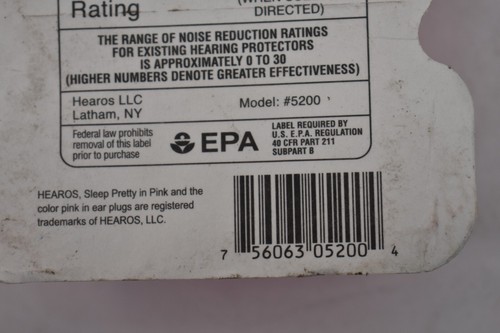 Rating
DIRECTED)
THE RANGE OF NOISE REDUCTION RATINGS
FOR EXISTING HEARING PROTECTORS
IS APPROXIMATELY 0 TO 30
(HIGHER NUMBERS DENOTE GREATER EFFECTIVENESS)
Hearos LLC
Latham, NY
Model: #5200
Federal law prohibits
removal of this label
prior to purchase
EPA
LABEL REQUIRED BY
U.S. E.P.A. REGULATION
40 CFR PART 211
SUBPART B
HEAROS, Sleep Pretty in Pink and the
color pink in ear plugs are registered
trademarks of HEAROS, LLC.
7 56063 05200 4